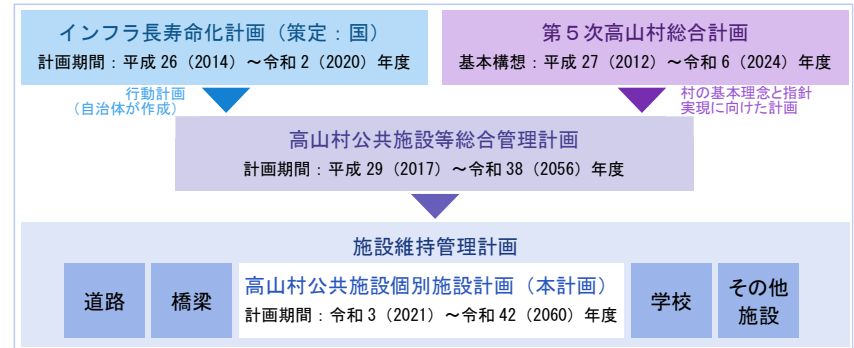 インフラ長寿命化計画（策定：国）
計画期間：平成 26（2014）～令和 2（2020）年度
第５次高山村総合計画
基本構想：平成 27（2012）～令和 6（2024）年度
行動計画
（自治体が作成）
村の基本理念と指針
実現に向けた計画
高山村公共施設等総合管理計画
計画期間：平成 29（2017）～令和 38（2056）年度
施設維持管理計画
道路
橋梁
高山村公共施設個別施設計画（本計画）
計画期間：令和 3（2021）～令和 42（2060）年度
学校
その他
施設